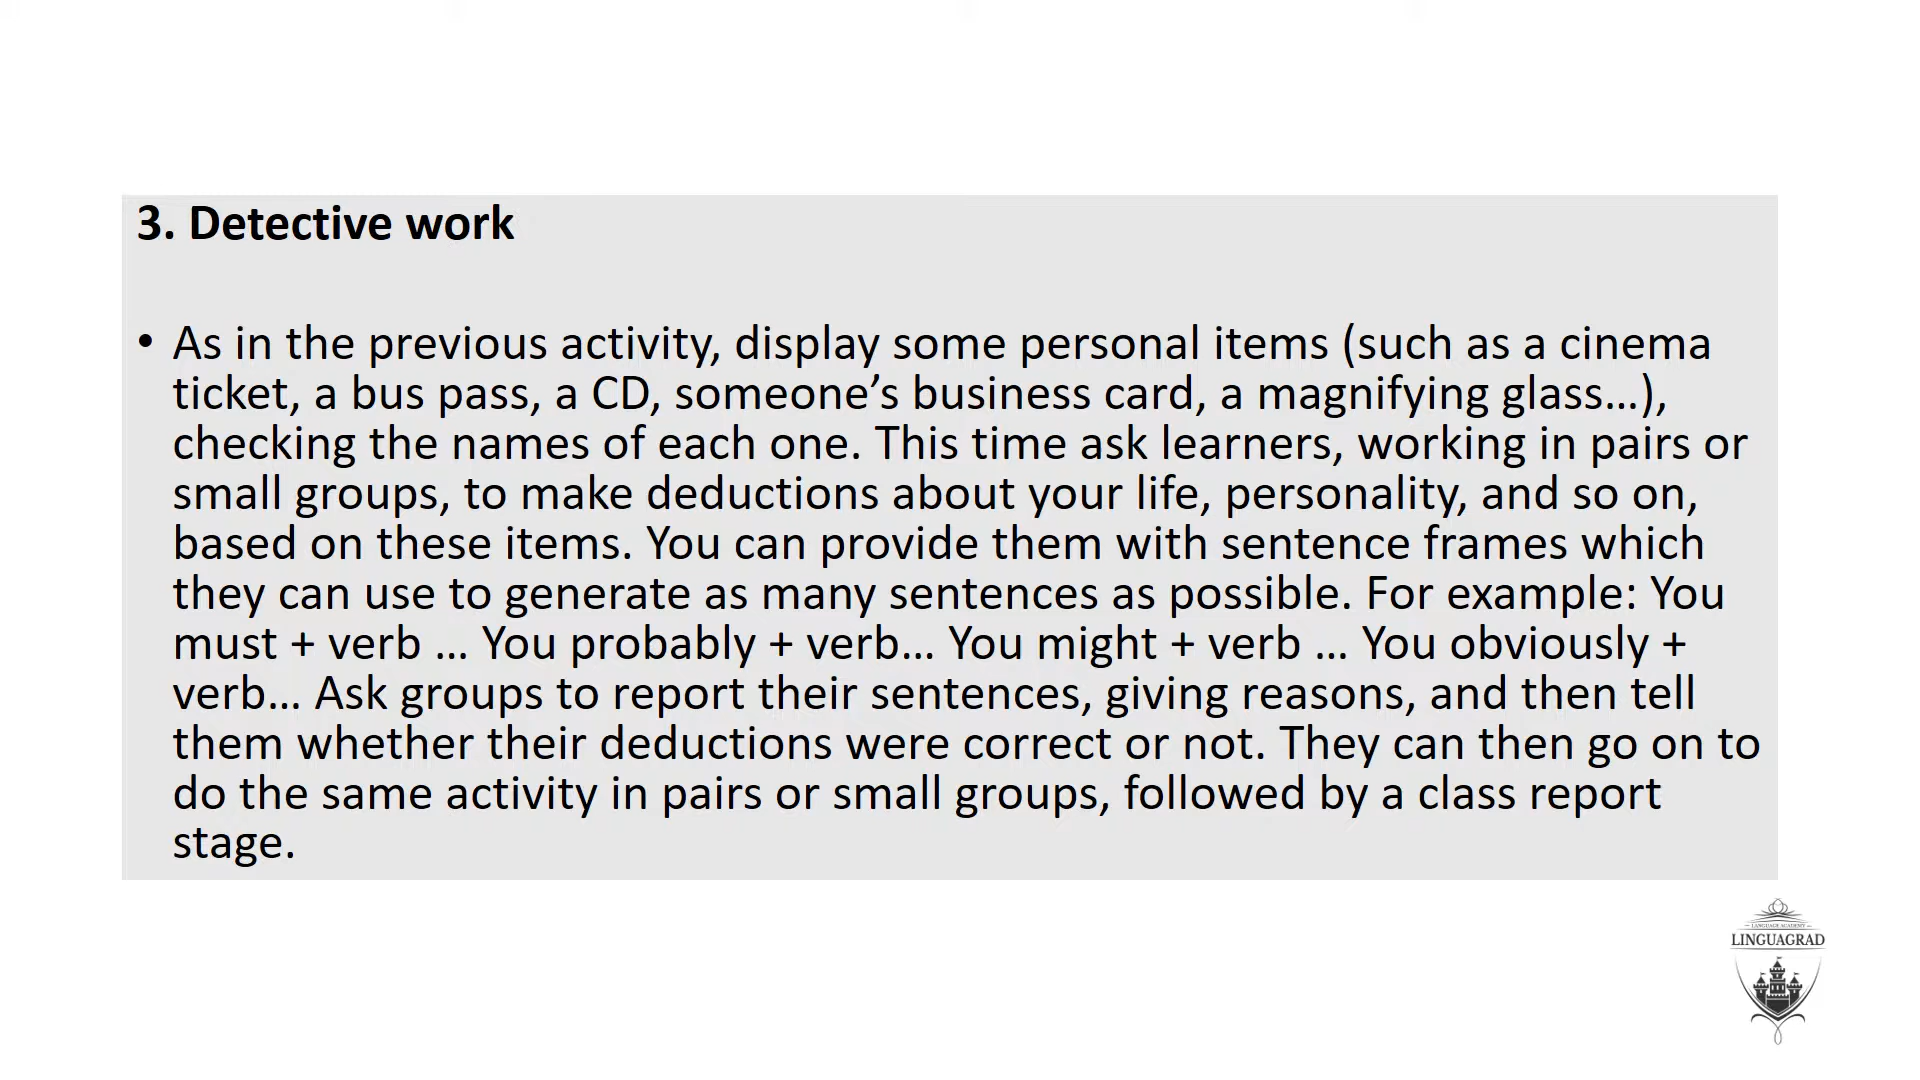 3. Detective work
• As in the previous activity, display some personal items (such as a cinema
ticket, a bus pass, a CD, someone’s business card, a magnifying glass…),
checking the names of each one. This time ask learners, working in pairs or
small groups, to make deductions about your life, personality, and so on,
based on these items. You can provide them with sentence frames which
they can use to generate as many sentences as possible. For example: You
must + verb … You probably + verb… You might + verb … You obviously +
verb… Ask groups to report their sentences, giving reasons, and then tell
them whether their deductions were correct or not. They can then go on to
do the same activity in pairs or small groups, followed by a class report
stage.
LANGUAGE ACADEMY
LINGUAGRAD